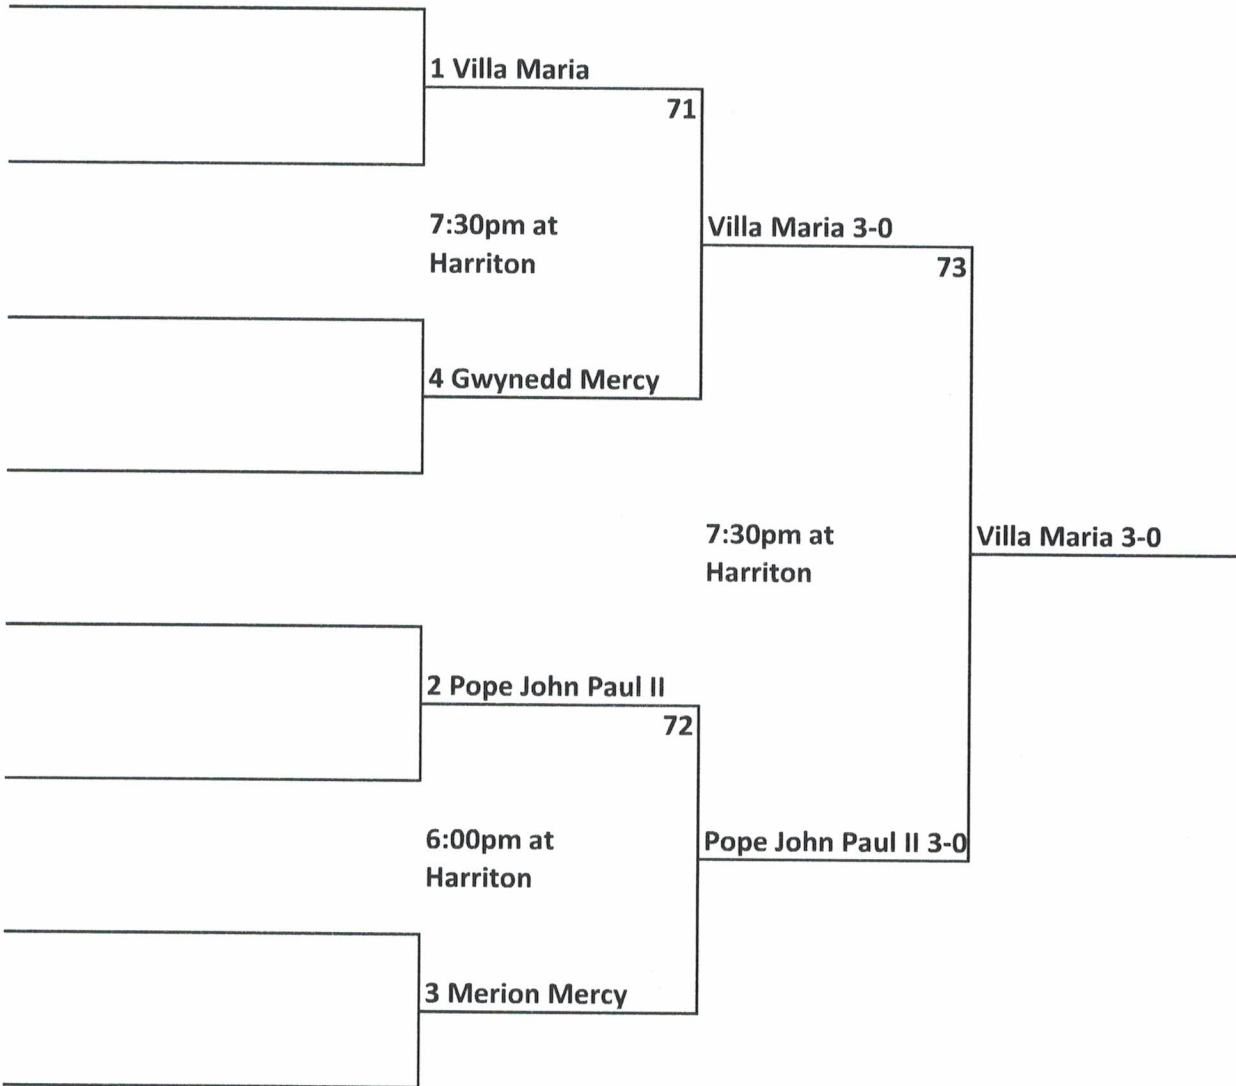 1 Villa Maria
71
7:30pm at
Harriton
Villa Maria 3-0
73
4 Gwynedd Mercy
7:30pm at
Harriton
Villa Maria 3-0
2 Pope John Paul II
72
6:00pm at
Harriton
Pope John Paul II 3-0
3 Merion Mercy